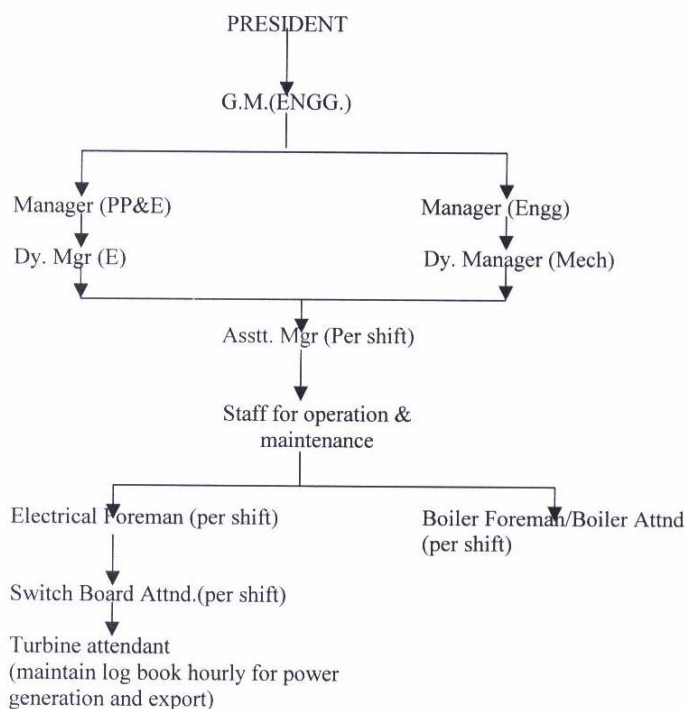 PRESIDENT
G.M.(ENGG.)
Manager (PP&E)
Manager (Engg)
Dy. Mgr (E)
Dy. Manager (Mech)
Asstt. Mgr (Per shift)
Staff for operation &
maintenance
Electrical Foreman (per shift)
Boiler Foreman/Boiler Attnd
(per shift)
Switch Board Attnd.(per shift)
Turbine attendant
(maintain log book hourly for power
generation and export)